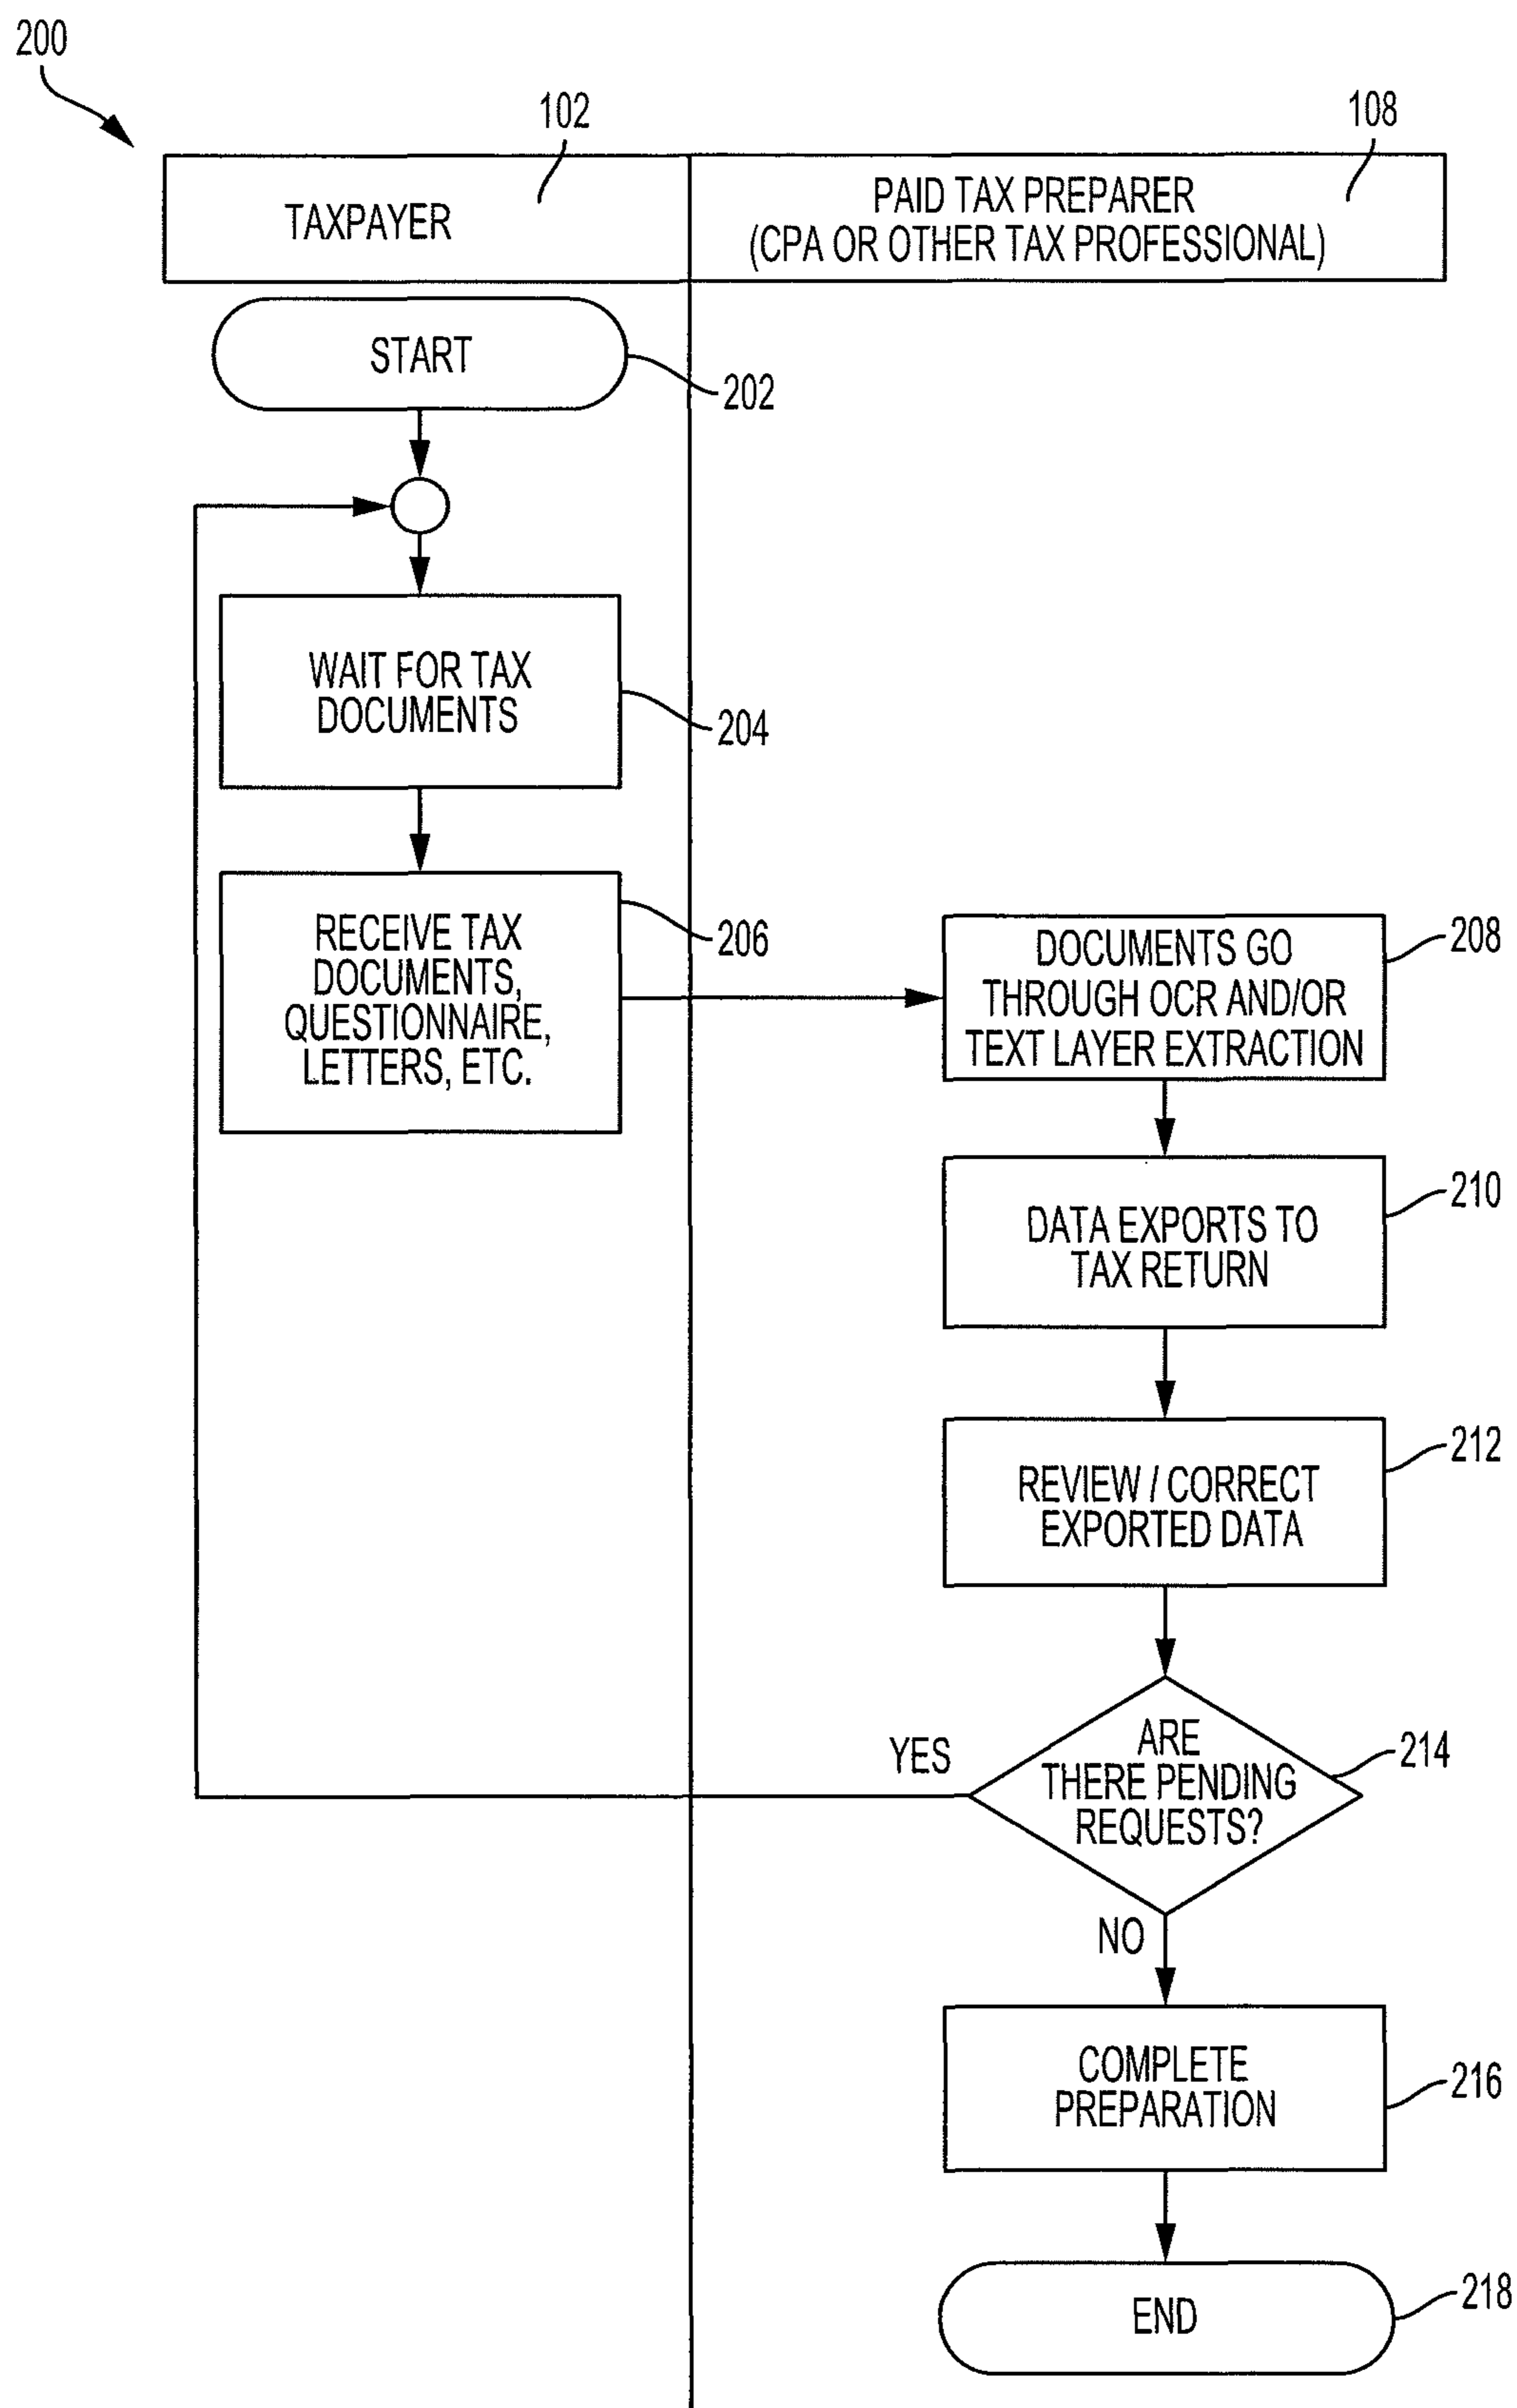 200
102
108
TAXPAYER
PAID TAX PREPARER
(CPA OR OTHER TAX PROFESSIONAL)
START
202
WAIT FOR TAX
DOCUMENTS
204
RECEIVE TAX
DOCUMENTS,
QUESTIONNAIRE,
LETTERS, ETC.
206
DOCUMENTS GO
THROUGH OCR AND/OR
TEXT LAYER EXTRACTION
208
DATA EXPORTS TO
TAX RETURN
210
REVIEW / CORRECT
EXPORTED DATA
212
ARE
THERE PENDING
REQUESTS?
214
YES
NO
COMPLETE
PREPARATION
216
END
218